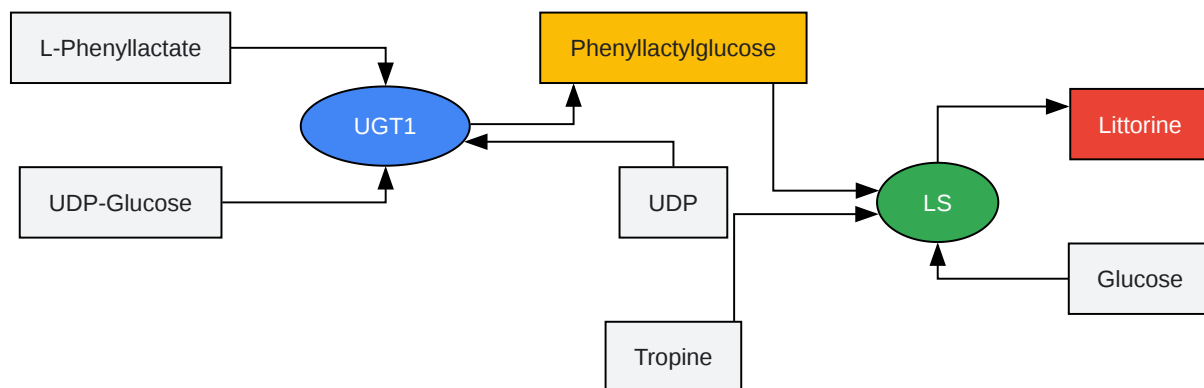 L-Phenyllactate
Phenyllactylglucose
UGT1
Littorine
UDP-Glucose
UDP
LS
Glucose
Tropine